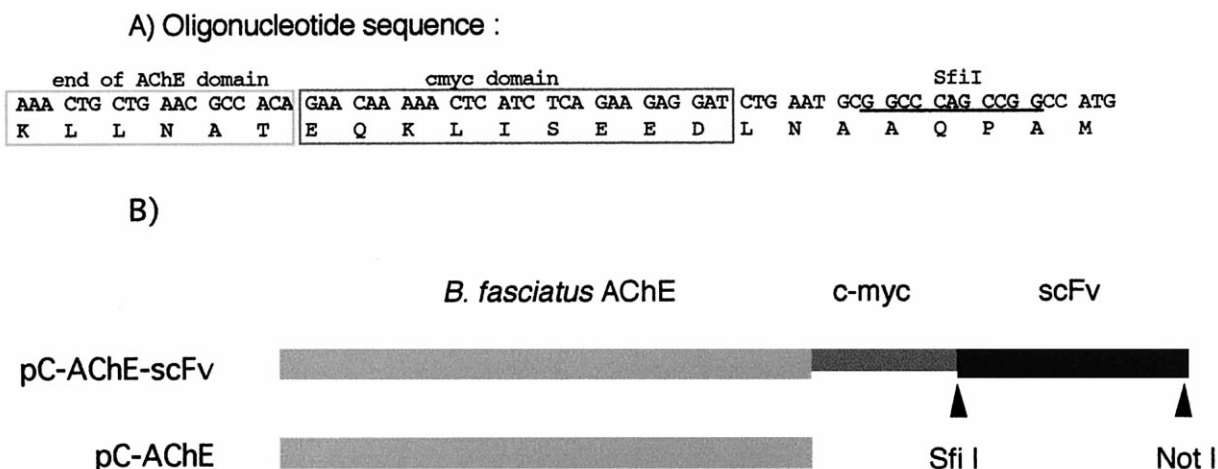 A) Oligonucleotide sequence :
end of AChE domain cmyc domain SfiI
AAA CTG CTG AAC GCC ACA GAA CAA AAA CTC ATC TCA GAA GAG GAT CTG AAT GCG GCC CAG CCGG CC ATG
K L L N A T E Q K L I S E E D L N A A Q P A M
B)
B. fasciatus AChE c-myc scFv
pC-AChE-scFv
pC-AChE Sfi I Not I